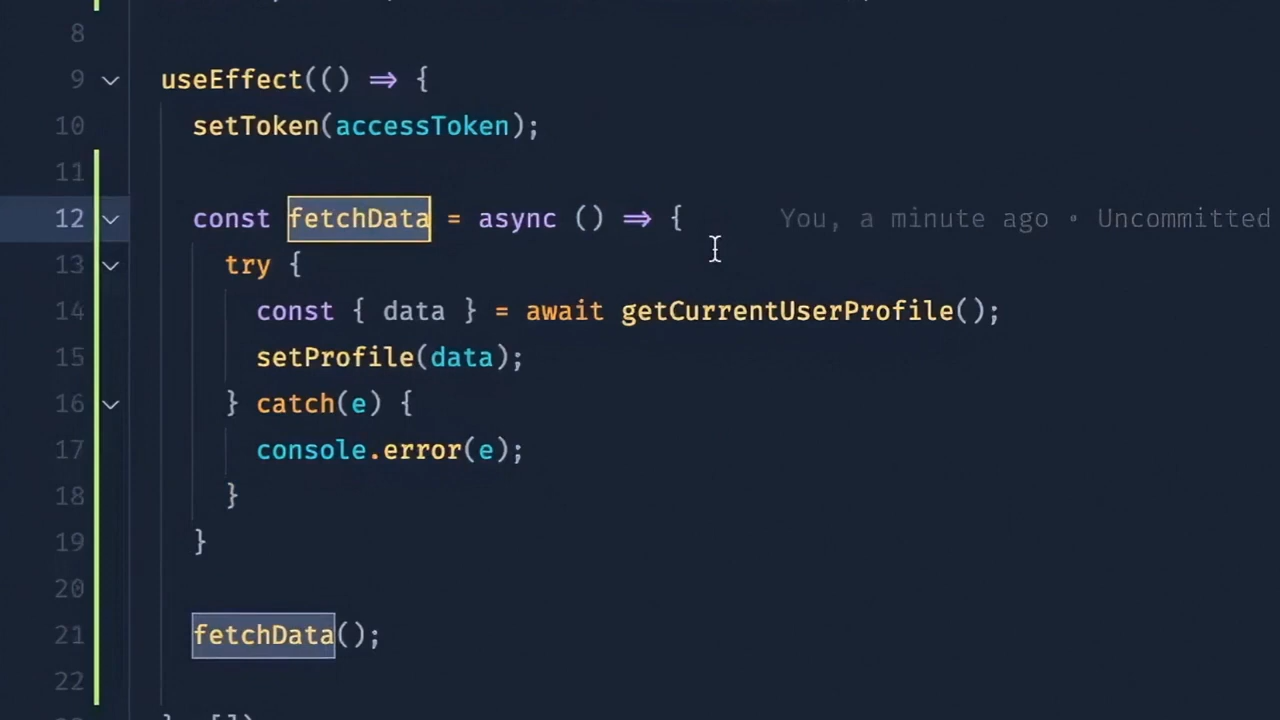 8
9 useEffect(() => {
10 setToken(accessToken);
11
12 const fetchData = async () => { You, a minute ago • Uncommitted
13 try {
14 const { data } = await getCurrentUserProfile();
15 setProfile(data);
16 } catch(e) {
17 console.error(e);
18 }
19 }
20
21 fetchData();
22